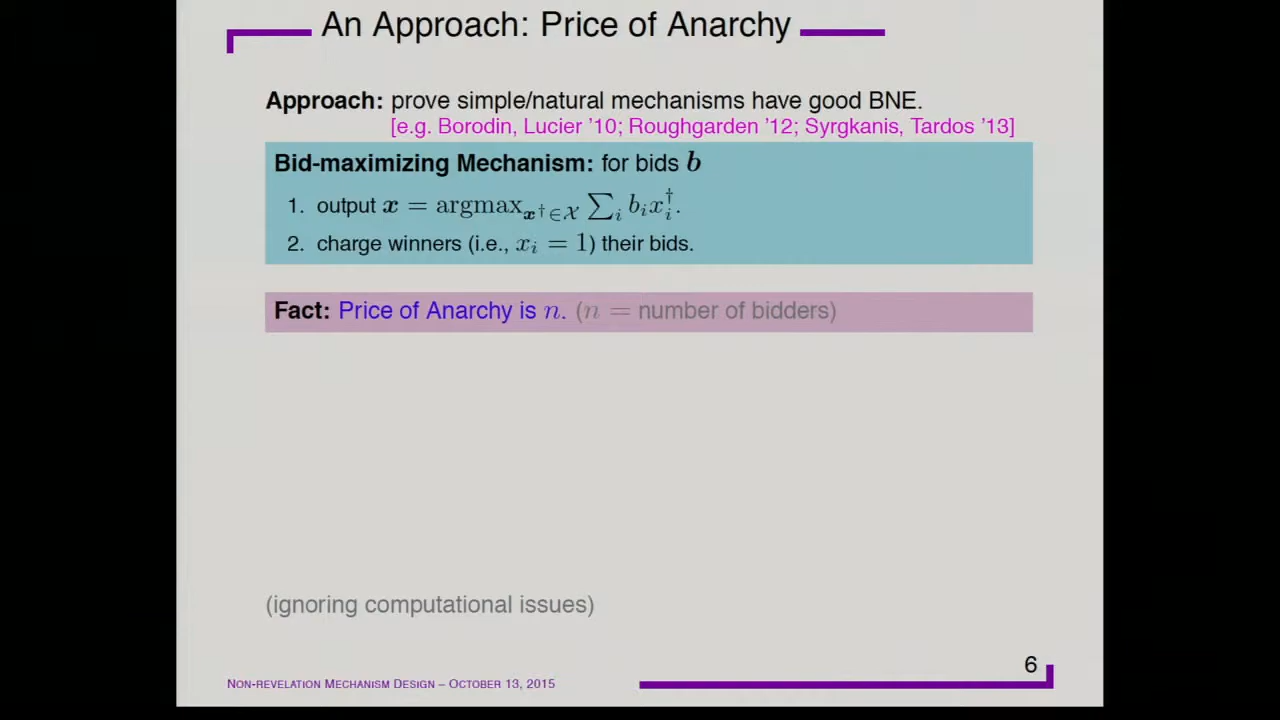 An Approach: Price of Anarchy
Approach: prove simple/natural mechanisms have good BNE.
[e.g. Borodin, Lucier ’10; Roughgarden ’12; Syrgkanis, Tardos ’13]
Bid-maximizing Mechanism: for bids b
1. output x = argmax_{x†∈𝒳} ∑_i b_i x_i^†.
2. charge winners (i.e., x_i = 1) their bids.
Fact: Price of Anarchy is n. (n = number of bidders)
(ignoring computational issues)
6
NON-REVELATION MECHANISM DESIGN – OCTOBER 13, 2015